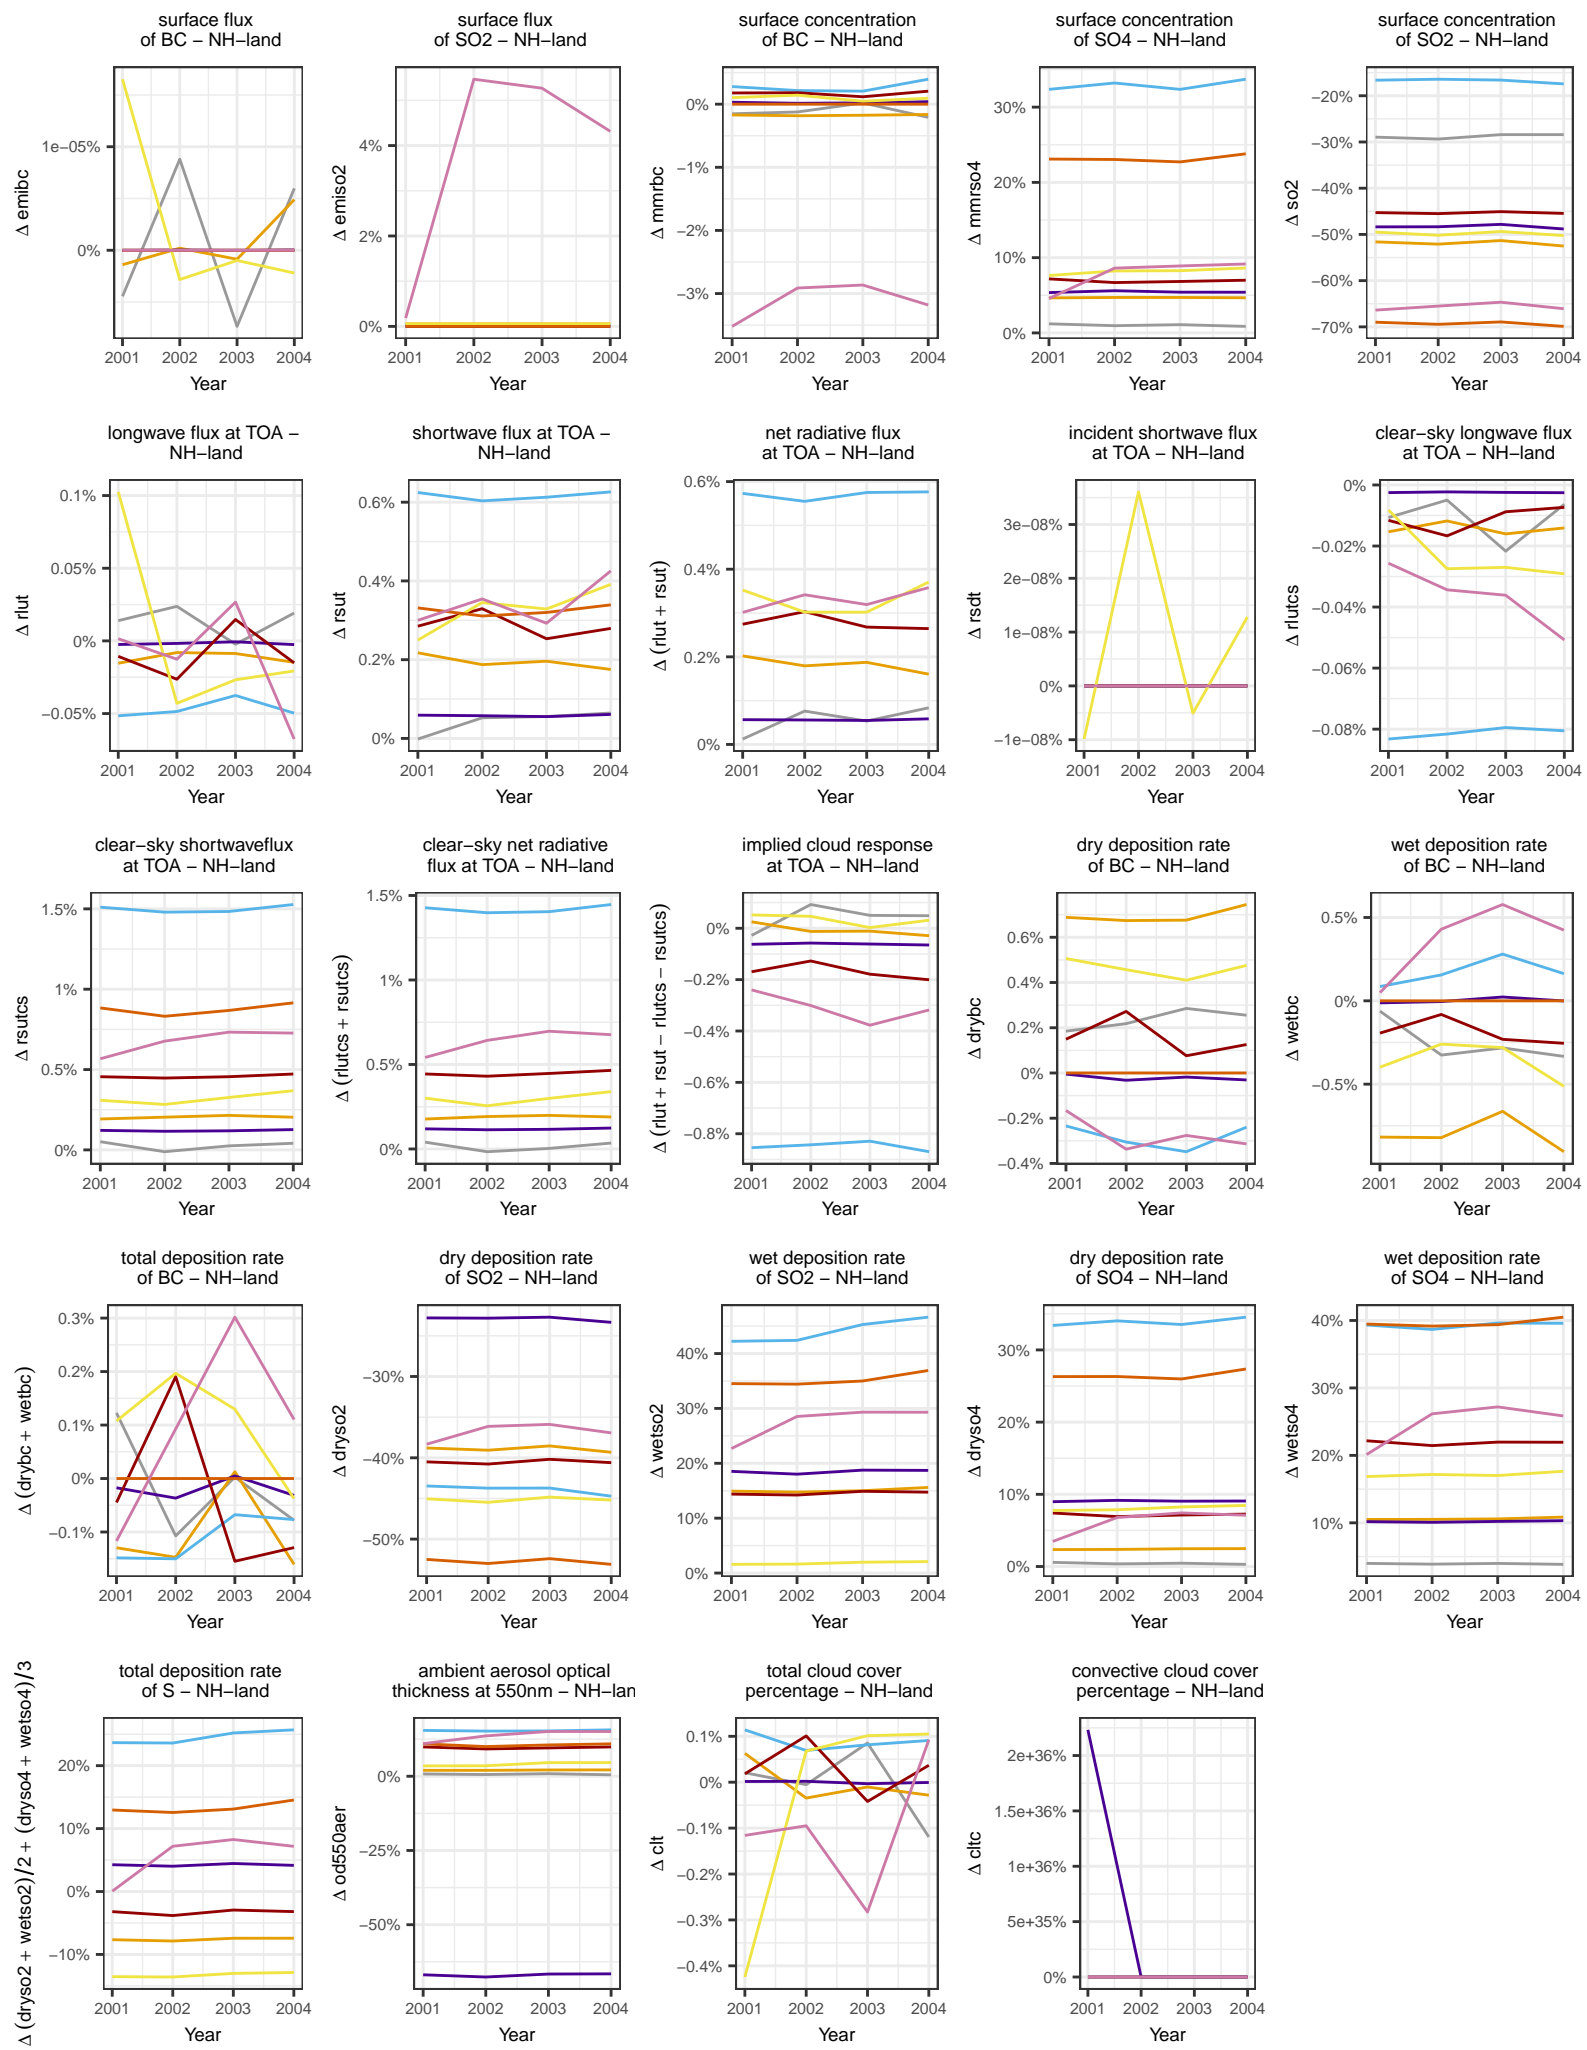 surface flux
of BC − NH−land
Δ emibc
1e−05%
0%
2001 2002 2003 2004
Year
surface flux
of SO2 − NH−land
Δ emiso2
4%
2%
0%
2001 2002 2003 2004
Year
surface concentration
of BC − NH−land
Δ mmrbc
0%
−1%
−2%
−3%
2001 2002 2003 2004
Year
surface concentration
of SO4 − NH−land
Δ mmrso4
30%
20%
10%
0%
2001 2002 2003 2004
Year
surface concentration
of SO2 − NH−land
Δ so2
−20%
−30%
−40%
−50%
−60%
−70%
2001 2002 2003 2004
Year
longwave flux at TOA −
NH−land
Δ rlut
0.1%
0.05%
0%
−0.05%
2001 2002 2003 2004
Year
shortwave flux at TOA −
NH−land
Δ rsut
0.6%
0.4%
0.2%
0%
2001 2002 2003 2004
Year
net radiative flux
at TOA − NH−land
Δ (rlut + rsut)
0.6%
0.4%
0.2%
0%
2001 2002 2003 2004
Year
incident shortwave flux
at TOA − NH−land
Δ rsdt
3e−08%
2e−08%
1e−08%
0%
−1e−08%
2001 2002 2003 2004
Year
clear−sky longwave flux
at TOA − NH−land
Δ rlutcs
0%
−0.02%
−0.04%
−0.06%
−0.08%
2001 2002 2003 2004
Year
clear−sky shortwaveflux
at TOA − NH−land
Δ rsutcs
1.5%
1%
0.5%
0%
2001 2002 2003 2004
Year
clear−sky net radiative
flux at TOA − NH−land
Δ (rlutcs + rsutcs)
1.5%
1%
0.5%
0%
2001 2002 2003 2004
Year
implied cloud response
at TOA − NH−land
Δ (rlut + rsut − rlutcs − rsutcs)
0%
−0.2%
−0.4%
−0.6%
−0.8%
2001 2002 2003 2004
Year
dry deposition rate
of BC − NH−land
Δ drybc
0.6%
0.4%
0.2%
0%
−0.2%
−0.4%
2001 2002 2003 2004
Year
wet deposition rate
of BC − NH−land
Δ wetbc
0.5%
0%
−0.5%
2001 2002 2003 2004
Year
total deposition rate
of BC − NH−land
Δ (drybc + wetbc)
0.3%
0.2%
0.1%
0%
−0.1%
2001 2002 2003 2004
Year
dry deposition rate
of SO2 − NH−land
Δ dryso2
−30%
−40%
−50%
2001 2002 2003 2004
Year
wet deposition rate
of SO2 − NH−land
Δ wetso2
40%
30%
20%
10%
0%
2001 2002 2003 2004
Year
dry deposition rate
of SO4 − NH−land
Δ dryso4
30%
20%
10%
0%
2001 2002 2003 2004
Year
wet deposition rate
of SO4 − NH−land
Δ wetso4
40%
30%
20%
10%
2001 2002 2003 2004
Year
total deposition rate
of S − NH−land
Δ (dryso2 + wetso2)/2 + (dryso4 + wetso4)/3
20%
10%
0%
−10%
2001 2002 2003 2004
Year
ambient aerosol optical
thickness at 550nm − NH−lan
Δ od550aer
0%
−25%
−50%
2001 2002 2003 2004
Year
total cloud cover
percentage − NH−land
Δ clt
0.1%
0%
−0.1%
−0.2%
−0.3%
−0.4%
2001 2002 2003 2004
Year
convective cloud cover
percentage − NH−land
Δ cltc
2e+36%
1.5e+36%
1e+36%
5e+35%
0%
2001 2002 2003 2004
Year